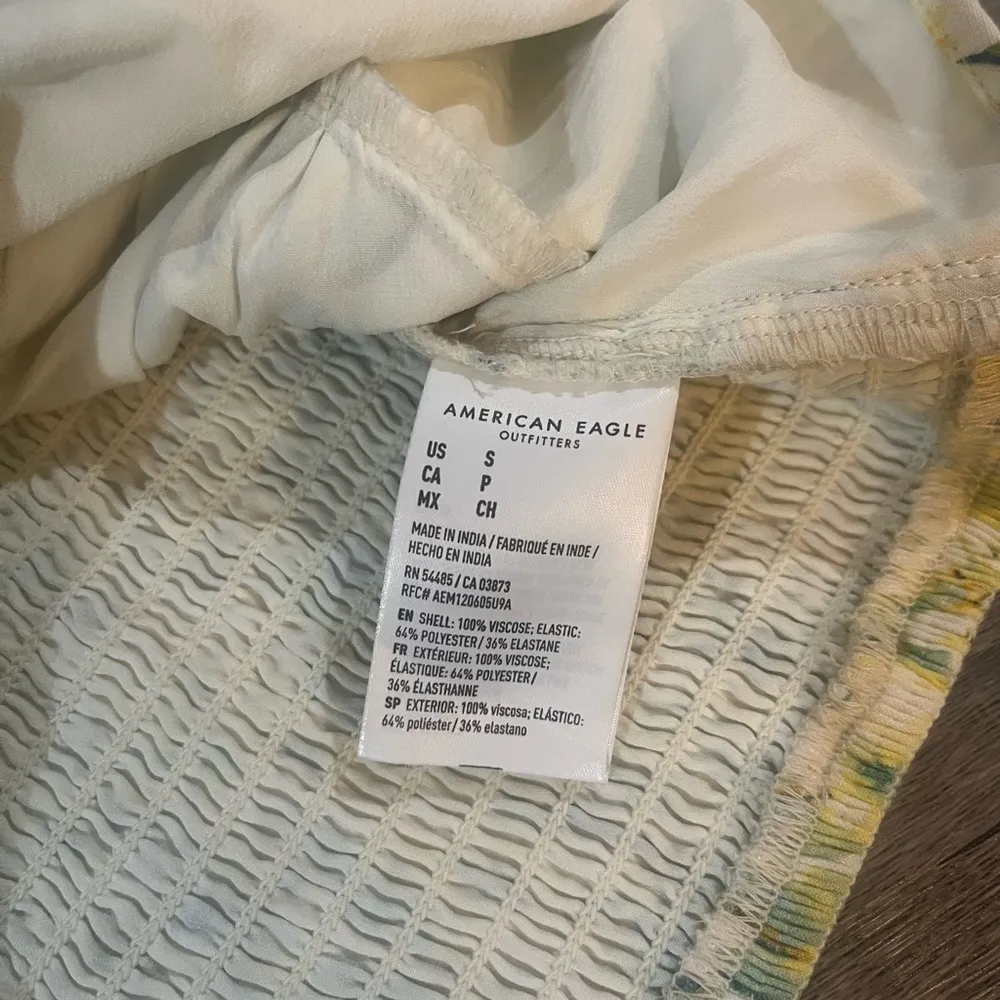 AMERICAN EAGLE
OUTFITTERS
US S
CA P
MX CH
MADE IN INDIA / FABRIQUÉ EN INDE /
HECHO EN INDIA
RN 54485 / CA 03873
RFC# AEM120605U9A
EN SHELL: 100% VISCOSE; ELASTIC:
64% POLYESTER / 36% ELASTANE
FR EXTÉRIEUR: 100% VISCOSE;
ÉLASTIQUE: 64% POLYESTER/
36% ÉLASTHANNE
SP EXTERIOR: 100% viscosa; ELÁSTICO:
64% poliéster / 36% elastano